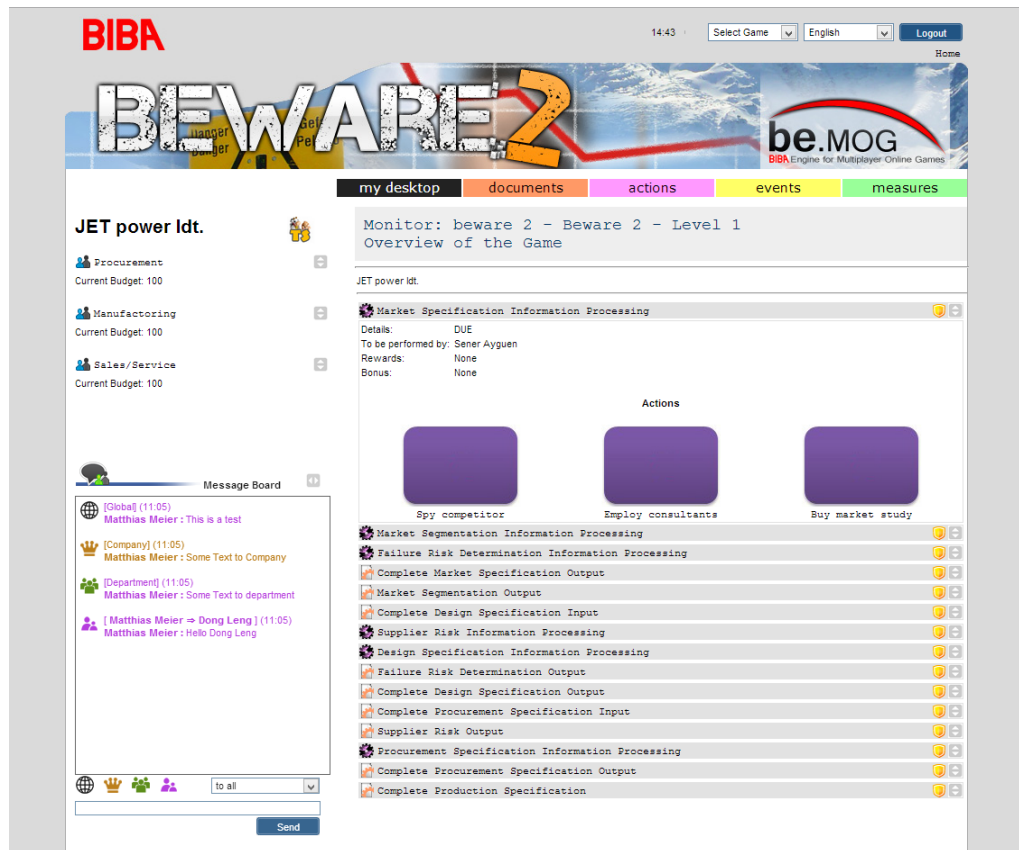 BIBA
14:43
Select Game
English
Logout
Home
BEWARE2
Danger
be.MOG
BIBA Engine for Multiplayer Online Games
my desktop documents actions events measures
JET power ldt.
Procurement
Current Budget: 100
Manufactoring
Current Budget: 100
Sales/Service
Current Budget: 100
Message Board
[Global] (11:05)
Matthias Meier : This is a test
[Company] (11:05)
Matthias Meier : Some Text to Company
[Department] (11:05)
Matthias Meier : Some Text to department
[ Matthias Meier ⇒ Dong Leng ] (11:05)
Matthias Meier : Hello Dong Leng
to all
Send
Monitor: beware 2 - Beware 2 - Level 1
Overview of the Game
JET power ldt.
Market Specification Information Processing
Details: DUE
To be performed by: Sener Ayguen
Rewards: None
Bonus: None
Actions
Spy competitor Employ consultants Buy market study
Market Segmentation Information Processing
Failure Risk Determination Information Processing
Complete Market Specification Output
Market Segmentation Output
Complete Design Specification Input
Supplier Risk Information Processing
Design Specification Information Processing
Failure Risk Determination Output
Complete Design Specification Output
Complete Procurement Specification Input
Supplier Risk Output
Procurement Specification Information Processing
Complete Procurement Specification Output
Complete Production Specification